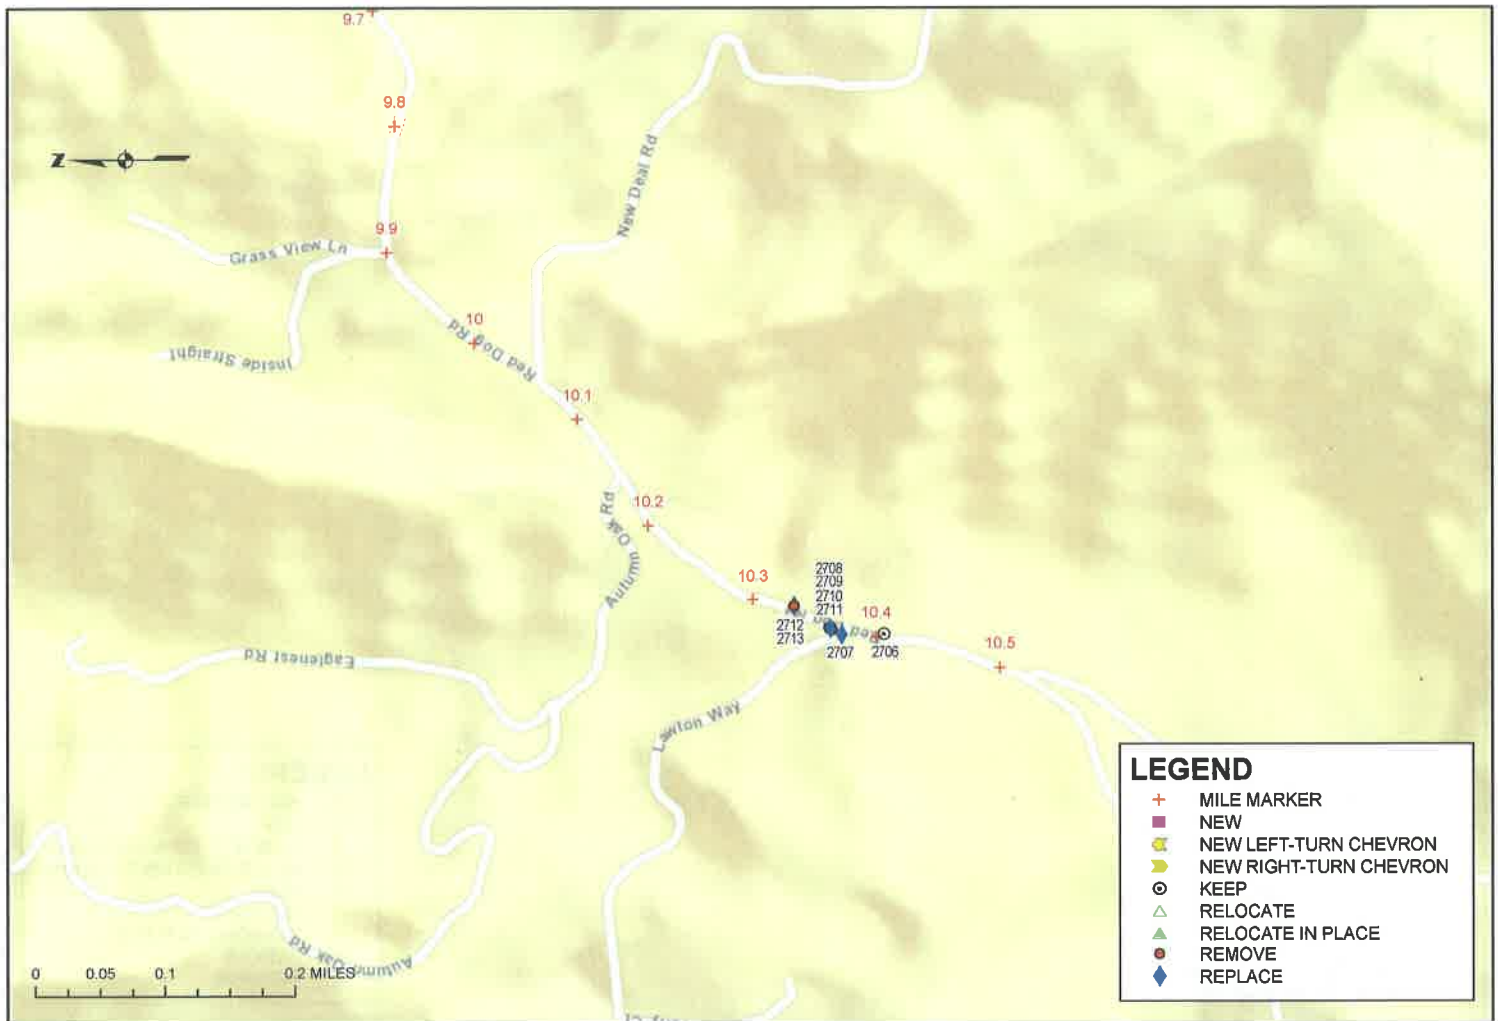 9.7
9.8
Z
New Deal Rd
9.9
Grass View Ln
10
Red Dog Rd
Inside Straight
10.1
Autumn Oak Rd
10.2
10.3
2708
2709
2710
2711
10.4
2712
2713
Red
2707
2706
10.5
Eaglenest Rd
Lawton Way
Autumn Oak Rd
0 0.05 0.1 0.2 MILES
LEGEND
MILE MARKER
NEW
NEW LEFT-TURN CHEVRON
NEW RIGHT-TURN CHEVRON
KEEP
RELOCATE
RELOCATE IN PLACE
REMOVE
REPLACE